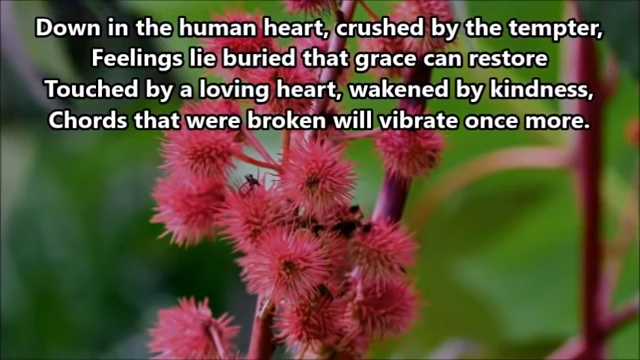 Down in the human heart, crushed by the tempter,
Feelings lie buried that grace can restore
Touched by a loving heart, wakened by kindness,
Chords that were broken will vibrate once more.